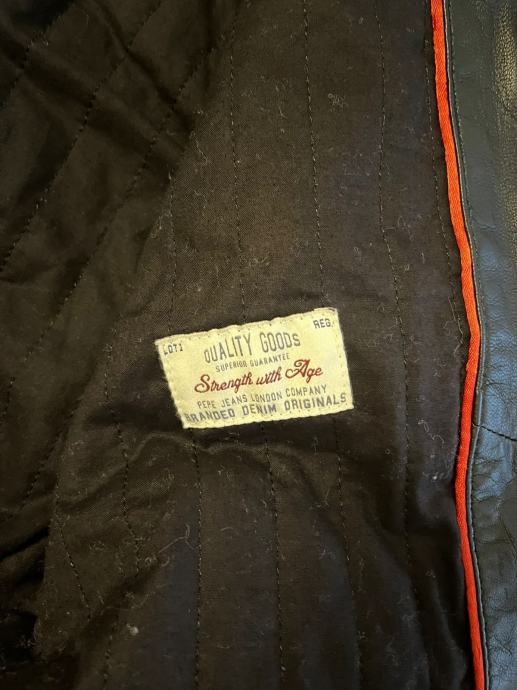 LOT1 REG.
QUALITY GOODS
SUPERIOR GUARANTEE
Strength with Age
PEPE JEANS LONDON COMPANY
BRANDED DENIM ORIGINALS